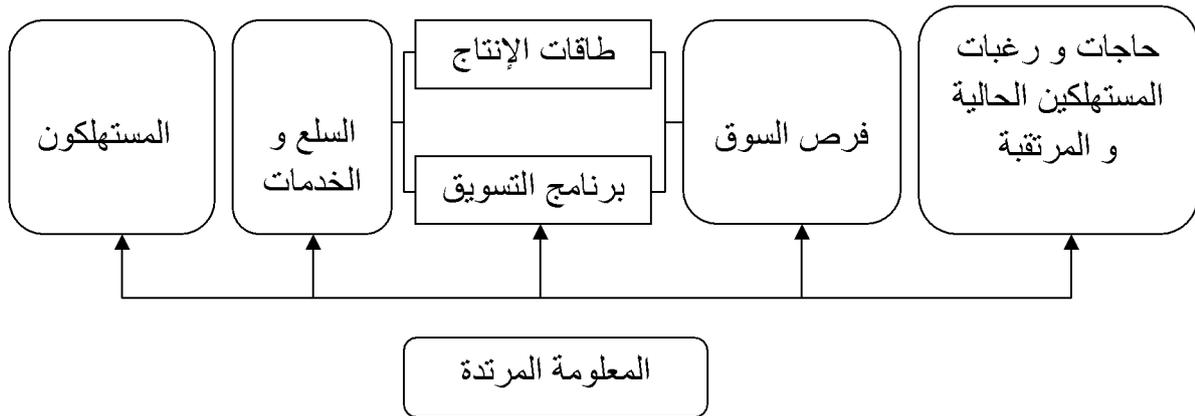 حاجات و رغبات
المستهلكين الحالية
و المرتقبة
فرص السوق
طاقات الإنتاج
برنامج التسويق
السلع و
الخدمات
المستهلكون
المعلومة المرتدة